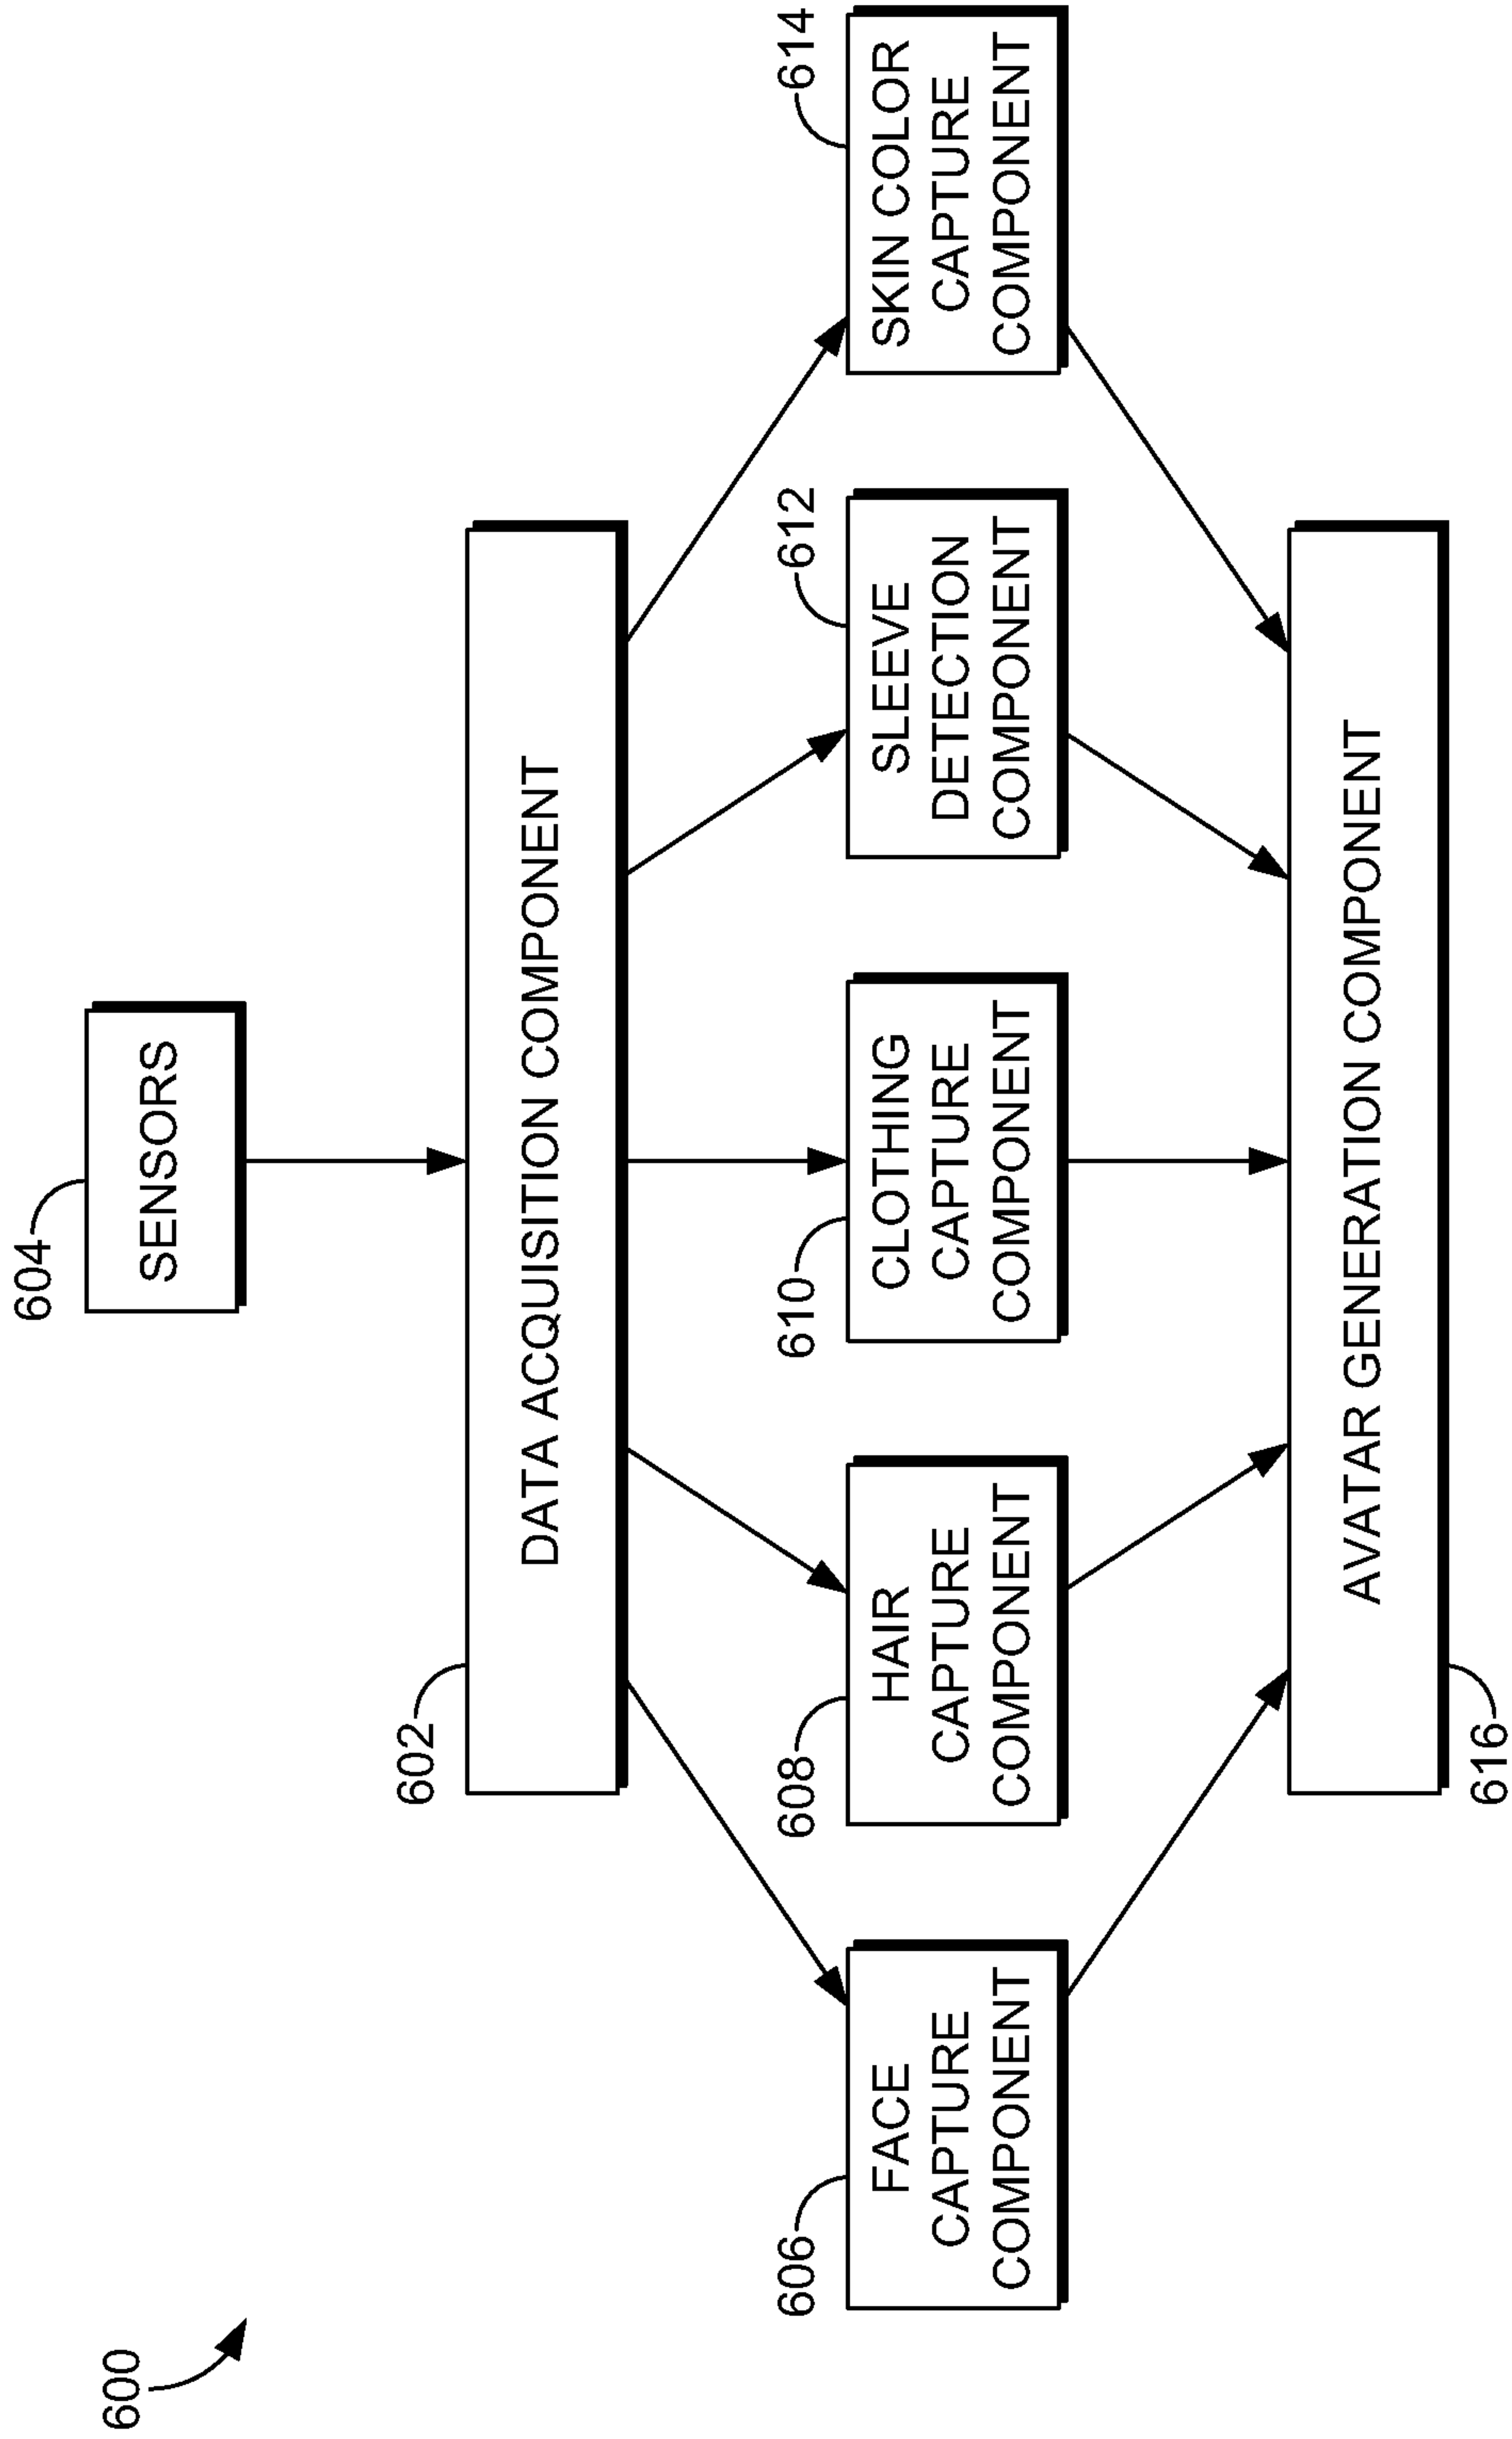 600
604
SENSORS
602
DATA ACQUISITION COMPONENT
606
FACE
CAPTURE
COMPONENT
608
HAIR
CAPTURE
COMPONENT
610
CLOTHING
CAPTURE
COMPONENT
612
SLEEVE
DETECTION
COMPONENT
614
SKIN COLOR
CAPTURE
COMPONENT
AVATAR GENERATION COMPONENT
616